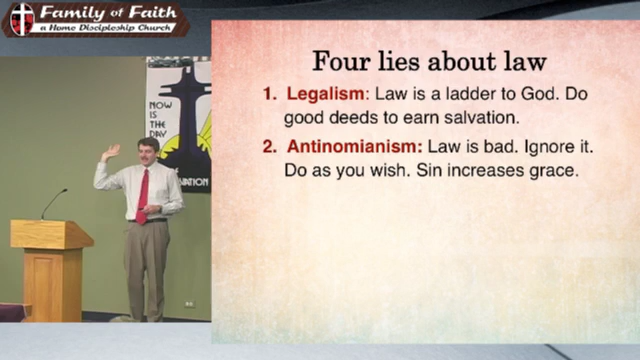 Family of Faith
a Home Discipleship Church
Four lies about law
1. Legalism: Law is a ladder to God. Do
good deeds to earn salvation.
2. Antinomianism: Law is bad. Ignore it.
Do as you wish. Sin increases grace.
NOW
IS
THE
DAY